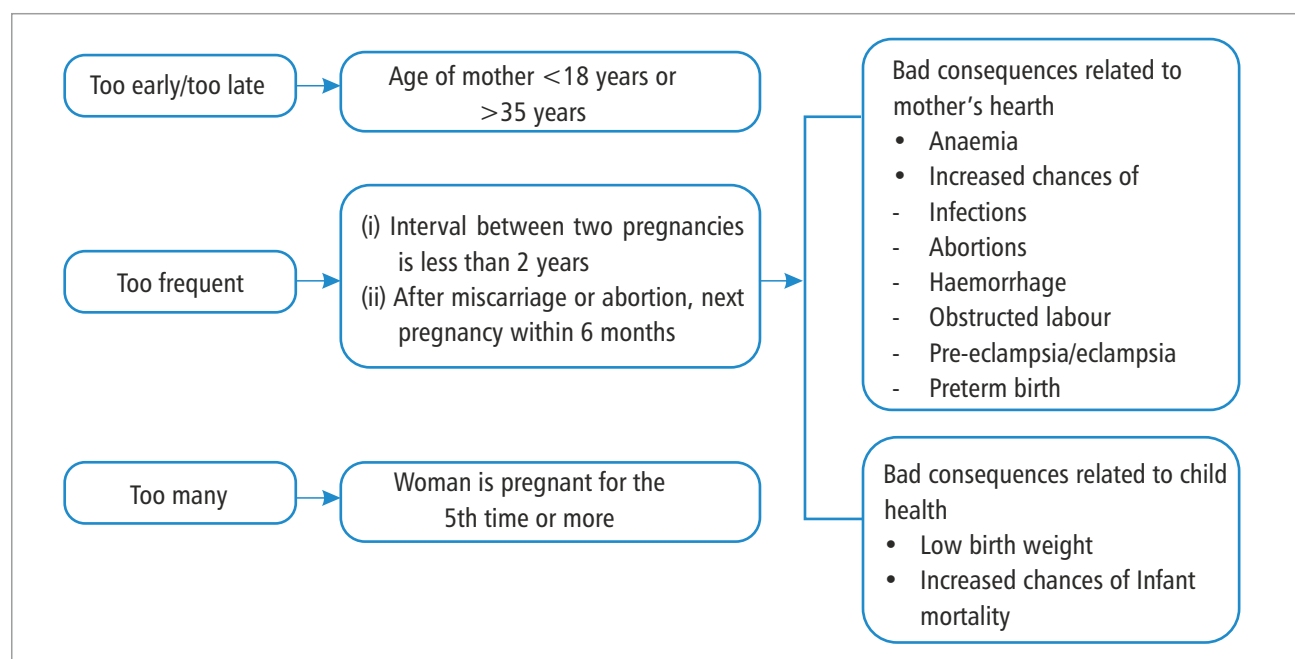 Too early/too late
Age of mother <18 years or
>35 years
Too frequent
(i) Interval between two pregnancies
is less than 2 years
(ii) After miscarriage or abortion, next
pregnancy within 6 months
Too many
Woman is pregnant for the
5th time or more
Bad consequences related to
mother's hearth
• Anaemia
• Increased chances of
- Infections
- Abortions
- Haemorrhage
- Obstructed labour
- Pre-eclampsia/eclampsia
- Preterm birth
Bad consequences related to child
health
• Low birth weight
• Increased chances of Infant
mortality